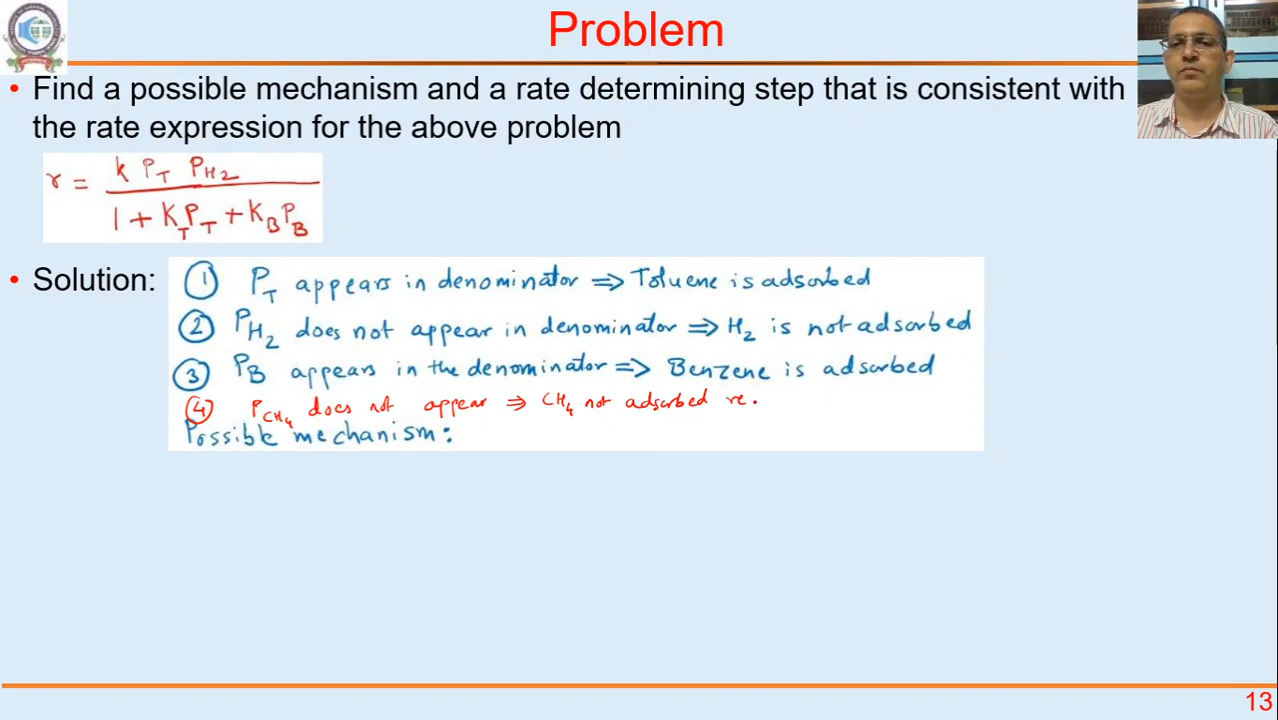 Problem
• Find a possible mechanism and a rate determining step that is consistent with
the rate expression for the above problem
r = k P_T P_H2 / (1 + K_T P_T + K_B P_B)
• Solution:
① P_T appears in denominator ⇒ Toluene is adsorbed
② P_H2 does not appear in denominator ⇒ H2 is not adsorbed
③ P_B appears in the denominator ⇒ Benzene is adsorbed
④ P_CH4 does not appear ⇒ CH4 not adsorbed
Possible mechanism:
13